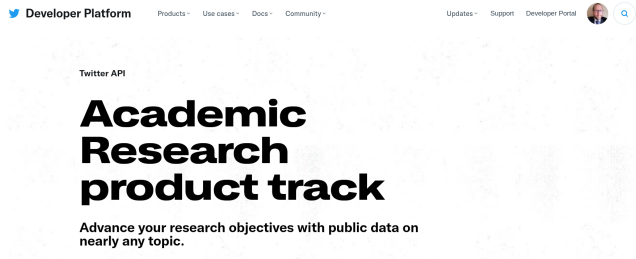 Developer Platform Products Use cases Docs Community Updates Support Developer Portal
Twitter API
Academic
Research
product track
Advance your research objectives with public data on
nearly any topic.